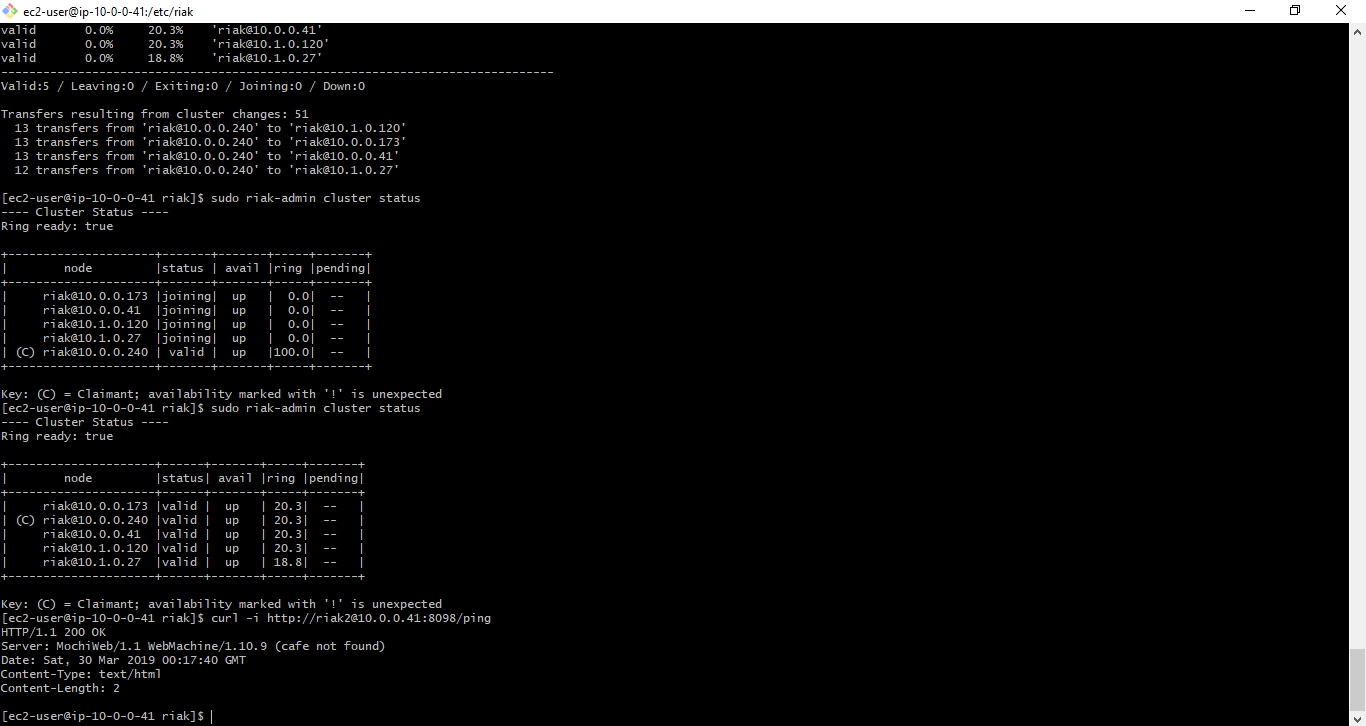 ec2-user@ip-10-0-0-41:/etc/riak
valid       0.0%     20.3%    'riak@10.0.0.41'
valid       0.0%     20.3%    'riak@10.1.0.120'
valid       0.0%     18.8%    'riak@10.1.0.27'
-------------------------------------------------------------------------------
Valid:5 / Leaving:0 / Exiting:0 / Joining:0 / Down:0
Transfers resulting from cluster changes: 51
  13 transfers from 'riak@10.0.0.240' to 'riak@10.1.0.120'
  13 transfers from 'riak@10.0.0.240' to 'riak@10.0.0.173'
  13 transfers from 'riak@10.0.0.240' to 'riak@10.0.0.41'
  12 transfers from 'riak@10.0.0.240' to 'riak@10.1.0.27'
[ec2-user@ip-10-0-0-41 riak]$ sudo riak-admin cluster status
---- Cluster Status ----
Ring ready: true
+---------------------+-------+-------+-----+-------+
|        node         |status | avail |ring |pending|
+---------------------+-------+-------+-----+-------+
|     riak@10.0.0.173 |joining|  up   |  0.0|  --   |
|     riak@10.0.0.41  |joining|  up   |  0.0|  --   |
|     riak@10.1.0.120 |joining|  up   |  0.0|  --   |
|     riak@10.1.0.27  |joining|  up   |  0.0|  --   |
| (C) riak@10.0.0.240 | valid |  up   |100.0|  --   |
+---------------------+-------+-------+-----+-------+
Key: (C) = Claimant; availability marked with '!' is unexpected
[ec2-user@ip-10-0-0-41 riak]$ sudo riak-admin cluster status
---- Cluster Status ----
Ring ready: true
+---------------------+------+-------+-----+-------+
|        node         |status| avail |ring |pending|
+---------------------+------+-------+-----+-------+
|     riak@10.0.0.173 |valid |  up   | 20.3|  --   |
| (C) riak@10.0.0.240 |valid |  up   | 20.3|  --   |
|     riak@10.0.0.41  |valid |  up   | 20.3|  --   |
|     riak@10.1.0.120 |valid |  up   | 20.3|  --   |
|     riak@10.1.0.27  |valid |  up   | 18.8|  --   |
+---------------------+------+-------+-----+-------+
Key: (C) = Claimant; availability marked with '!' is unexpected
[ec2-user@ip-10-0-0-41 riak]$ curl -i http://riak2@10.0.0.41:8098/ping
HTTP/1.1 200 OK
Server: MochiWeb/1.1 WebMachine/1.10.9 (cafe not found)
Date: Sat, 30 Mar 2019 00:17:40 GMT
Content-Type: text/html
Content-Length: 2
[ec2-user@ip-10-0-0-41 riak]$